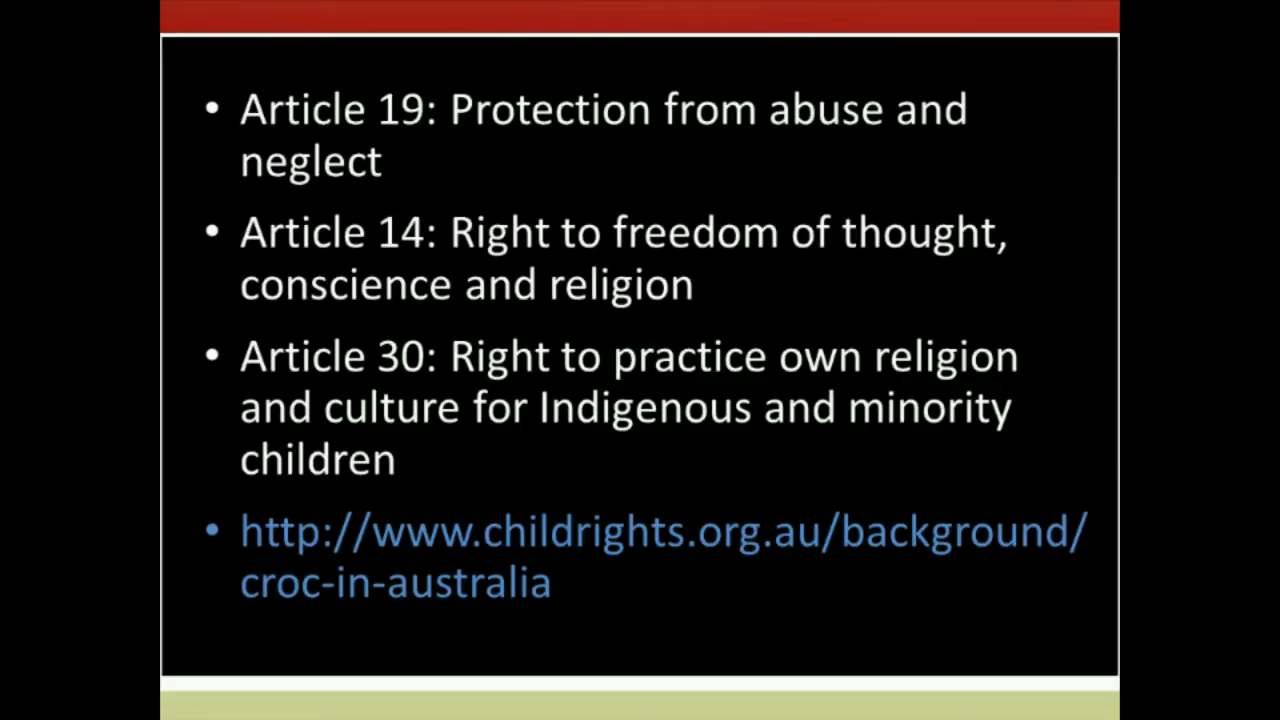 • Article 19: Protection from abuse and
neglect
• Article 14: Right to freedom of thought,
conscience and religion
• Article 30: Right to practice own religion
and culture for Indigenous and minority
children
• http://www.childrights.org.au/background/
croc-in-australia